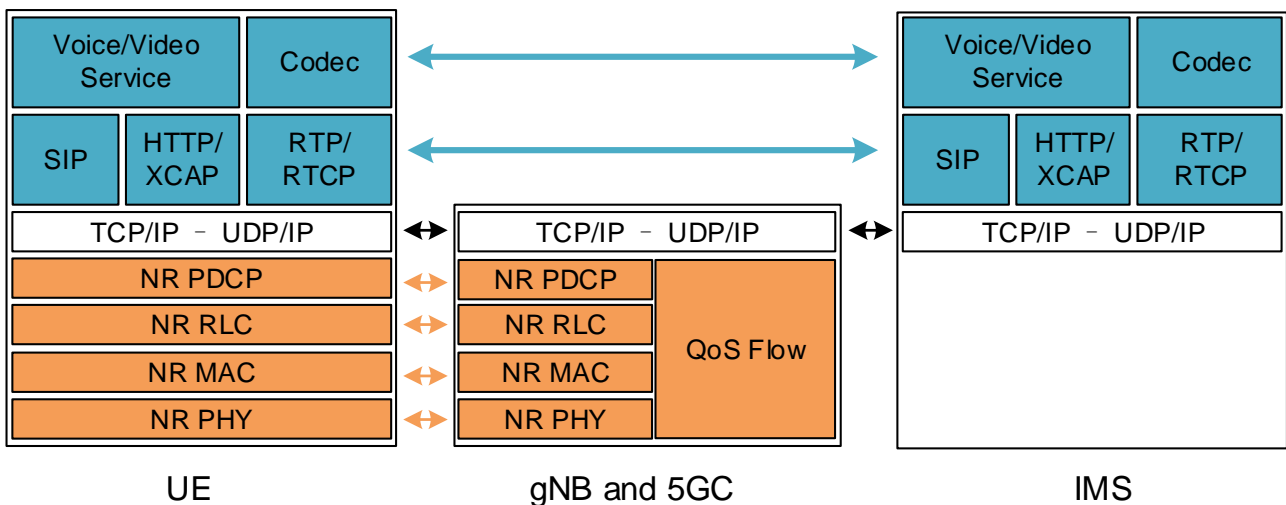 Voice/Video
Service
Codec
SIP
HTTP/
XCAP
RTP/
RTCP
TCP/IP – UDP/IP
NR PDCP
NR RLC
NR MAC
NR PHY
UE
TCP/IP – UDP/IP
NR PDCP
NR RLC
NR MAC
NR PHY
QoS Flow
gNB and 5GC
Voice/Video
Service
Codec
SIP
HTTP/
XCAP
RTP/
RTCP
TCP/IP – UDP/IP
IMS